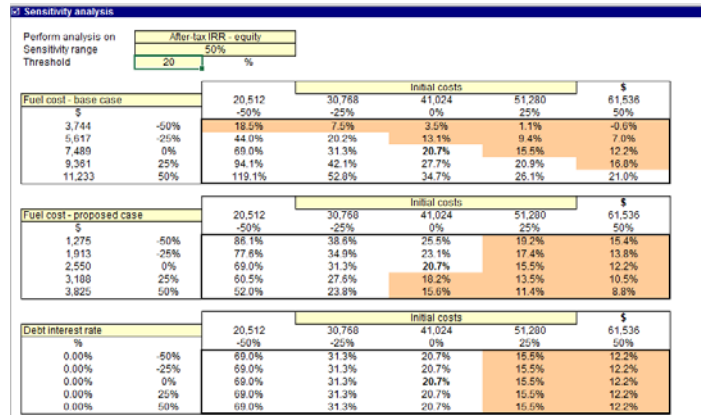 Sensitivity analysis
Perform analysis on After-tax IRR - equity
Sensitivity range 50%
Threshold 20 %
Initial costs $
Fuel cost - base case 20,512 30,768 41,024 51,280 61,536
$ -50% -25% 0% 25% 50%
3,744 -50% 18.5% 7.5% 3.5% 1.1% -0.6%
5,617 -25% 44.0% 20.2% 13.1% 9.4% 7.0%
7,489 0% 69.0% 31.3% 20.7% 15.5% 12.2%
9,361 25% 94.1% 42.1% 27.7% 20.9% 16.8%
11,233 50% 119.1% 52.8% 34.7% 26.1% 21.0%
Initial costs $
Fuel cost - proposed case 20,512 30,768 41,024 51,280 61,536
$ -50% -25% 0% 25% 50%
1,275 -50% 86.1% 38.6% 25.5% 19.2% 15.4%
1,913 -25% 77.6% 34.9% 23.1% 17.4% 13.8%
2,550 0% 69.0% 31.3% 20.7% 15.5% 12.2%
3,188 25% 60.5% 27.6% 18.2% 13.5% 10.5%
3,825 50% 52.0% 23.8% 15.6% 11.4% 8.8%
Initial costs $
Debt interest rate 20,512 30,768 41,024 51,280 61,536
% -50% -25% 0% 25% 50%
0.00% -50% 69.0% 31.3% 20.7% 15.5% 12.2%
0.00% -25% 69.0% 31.3% 20.7% 15.5% 12.2%
0.00% 0% 69.0% 31.3% 20.7% 15.5% 12.2%
0.00% 25% 69.0% 31.3% 20.7% 15.5% 12.2%
0.00% 50% 69.0% 31.3% 20.7% 15.5% 12.2%